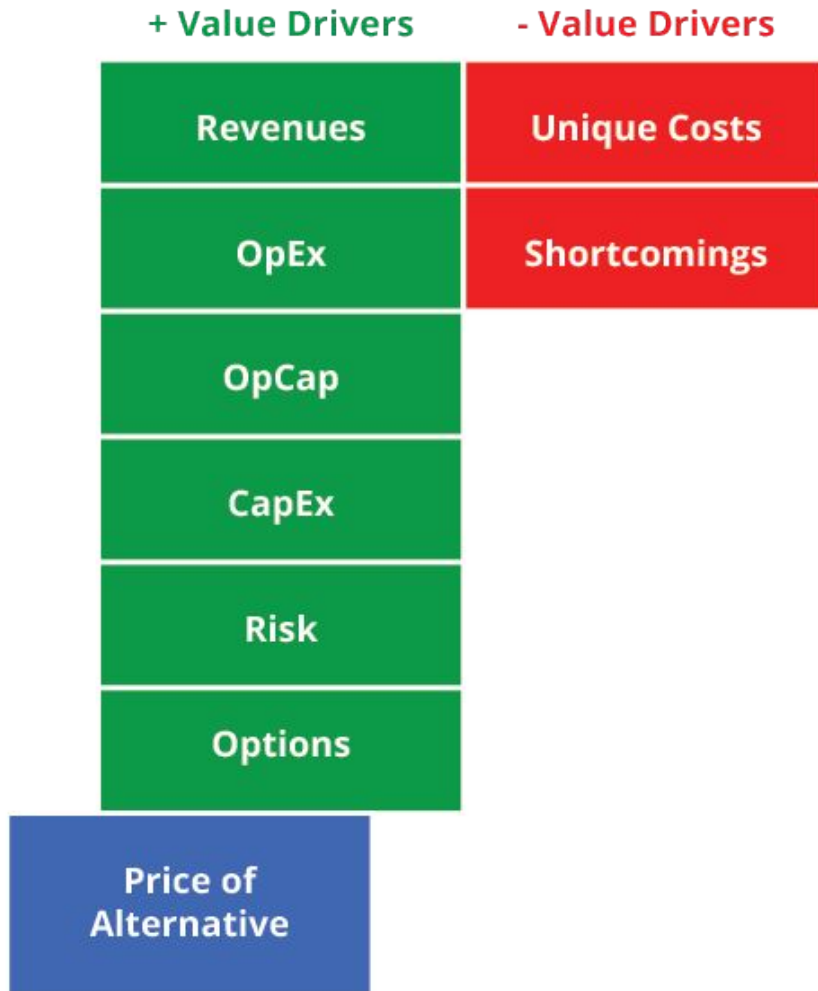 + Value Drivers
- Value Drivers
Revenues
Unique Costs
OpEx
Shortcomings
OpCap
CapEx
Risk
Options
Price of
Alternative